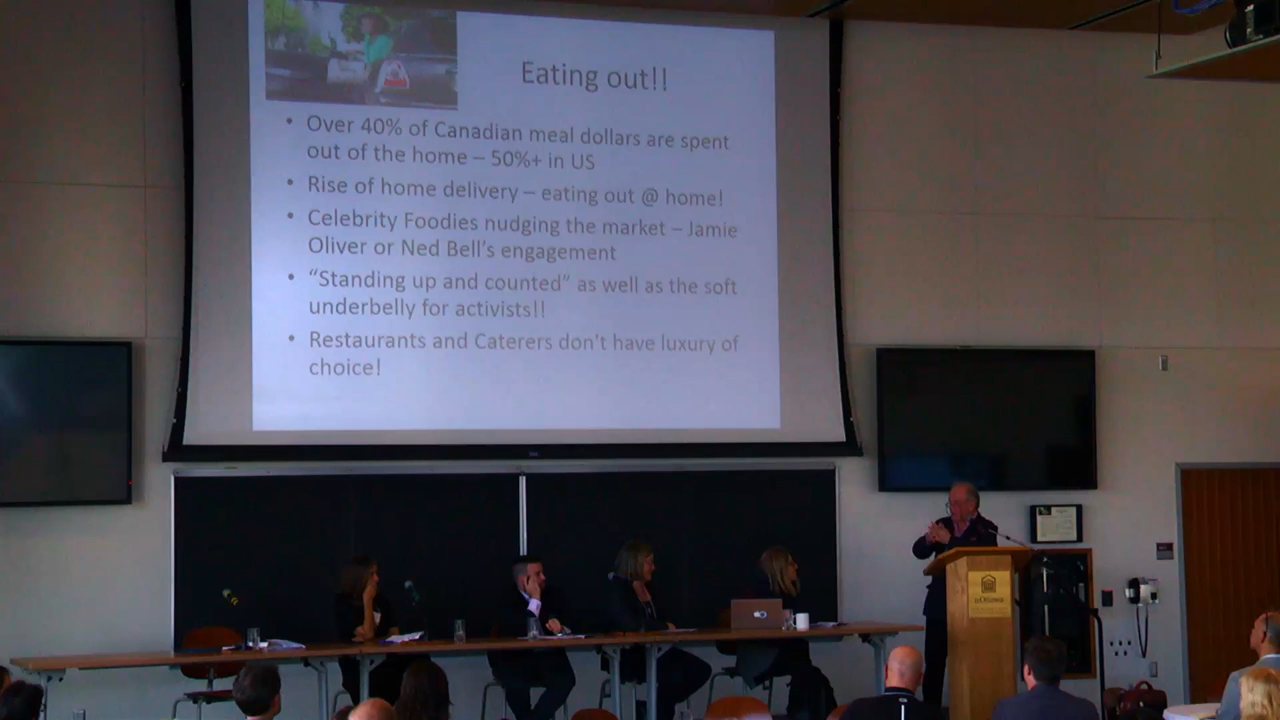 Eating out!!
• Over 40% of Canadian meal dollars are spent
out of the home – 50%+ in US
• Rise of home delivery – eating out @ home!
• Celebrity Foodies nudging the market – Jamie
Oliver or Ned Bell's engagement
• “Standing up and counted” as well as the soft
underbelly for activists!!
• Restaurants and Caterers don't have luxury of
choice!
uOttawa